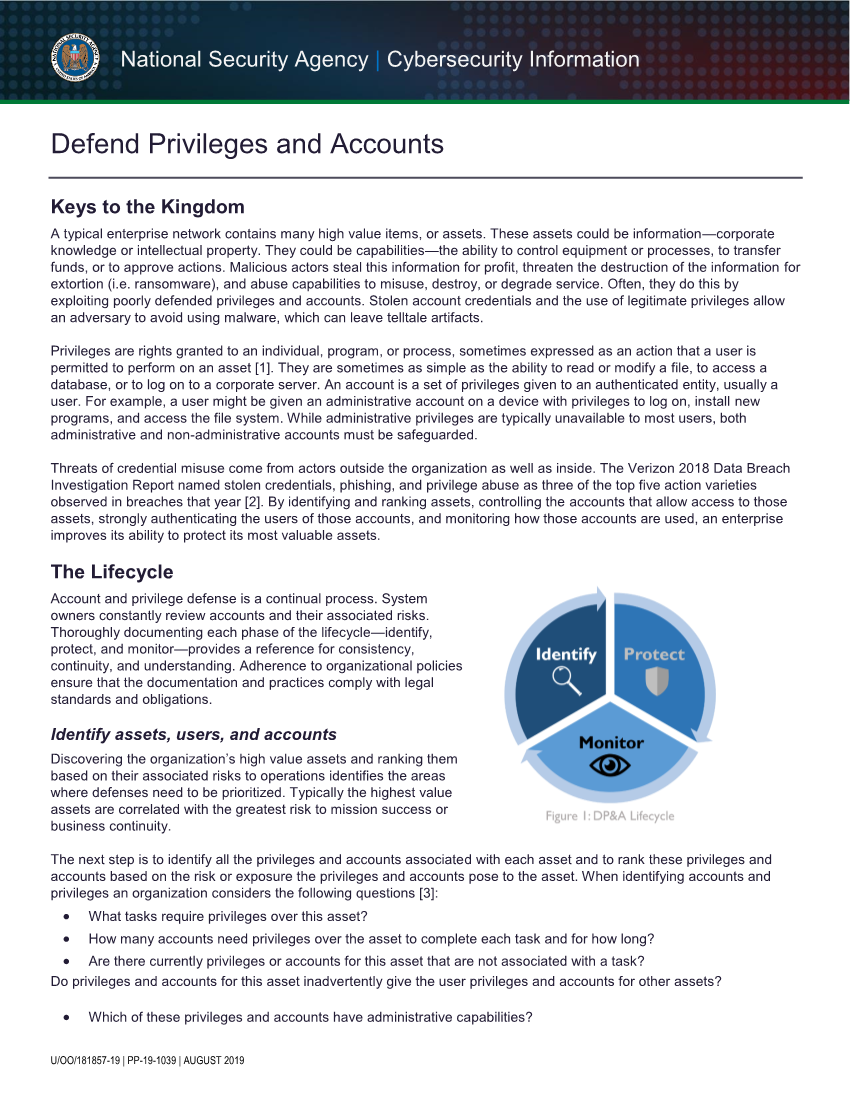 National Security Agency | Cybersecurity Information
Defend Privileges and Accounts
Keys to the Kingdom
A typical enterprise network contains many high value items, or assets. These assets could be information—corporate
knowledge or intellectual property. They could be capabilities—the ability to control equipment or processes, to transfer
funds, or to approve actions. Malicious actors steal this information for profit, threaten the destruction of the information for
extortion (i.e. ransomware), and abuse capabilities to misuse, destroy, or degrade service. Often, they do this by
exploiting poorly defended privileges and accounts. Stolen account credentials and the use of legitimate privileges allow
an adversary to avoid using malware, which can leave telltale artifacts.
Privileges are rights granted to an individual, program, or process, sometimes expressed as an action that a user is
permitted to perform on an asset [1]. They are sometimes as simple as the ability to read or modify a file, to access a
database, or to log on to a corporate server. An account is a set of privileges given to an authenticated entity, usually a
user. For example, a user might be given an administrative account on a device with privileges to log on, install new
programs, and access the file system. While administrative privileges are typically unavailable to most users, both
administrative and non-administrative accounts must be safeguarded.
Threats of credential misuse come from actors outside the organization as well as inside. The Verizon 2018 Data Breach
Investigation Report named stolen credentials, phishing, and privilege abuse as three of the top five action varieties
observed in breaches that year [2]. By identifying and ranking assets, controlling the accounts that allow access to those
assets, strongly authenticating the users of those accounts, and monitoring how those accounts are used, an enterprise
improves its ability to protect its most valuable assets.
The Lifecycle
Account and privilege defense is a continual process. System
owners constantly review accounts and their associated risks.
Thoroughly documenting each phase of the lifecycle—identify,
protect, and monitor—provides a reference for consistency,
continuity, and understanding. Adherence to organizational policies
ensure that the documentation and practices comply with legal
standards and obligations.
Identify assets, users, and accounts
Discovering the organization's high value assets and ranking them
based on their associated risks to operations identifies the areas
where defenses need to be prioritized. Typically the highest value
assets are correlated with the greatest risk to mission success or
business continuity.
Identify
Protect
Monitor
Figure 1: DP&A Lifecycle
The next step is to identify all the privileges and accounts associated with each asset and to rank these privileges and
accounts based on the risk or exposure the privileges and accounts pose to the asset. When identifying accounts and
privileges an organization considers the following questions [3]:
• What tasks require privileges over this asset?
• How many accounts need privileges over the asset to complete each task and for how long?
• Are there currently privileges or accounts for this asset that are not associated with a task?
Do privileges and accounts for this asset inadvertently give the user privileges and accounts for other assets?
• Which of these privileges and accounts have administrative capabilities?
U/OO/181857-19 | PP-19-1039 | AUGUST 2019